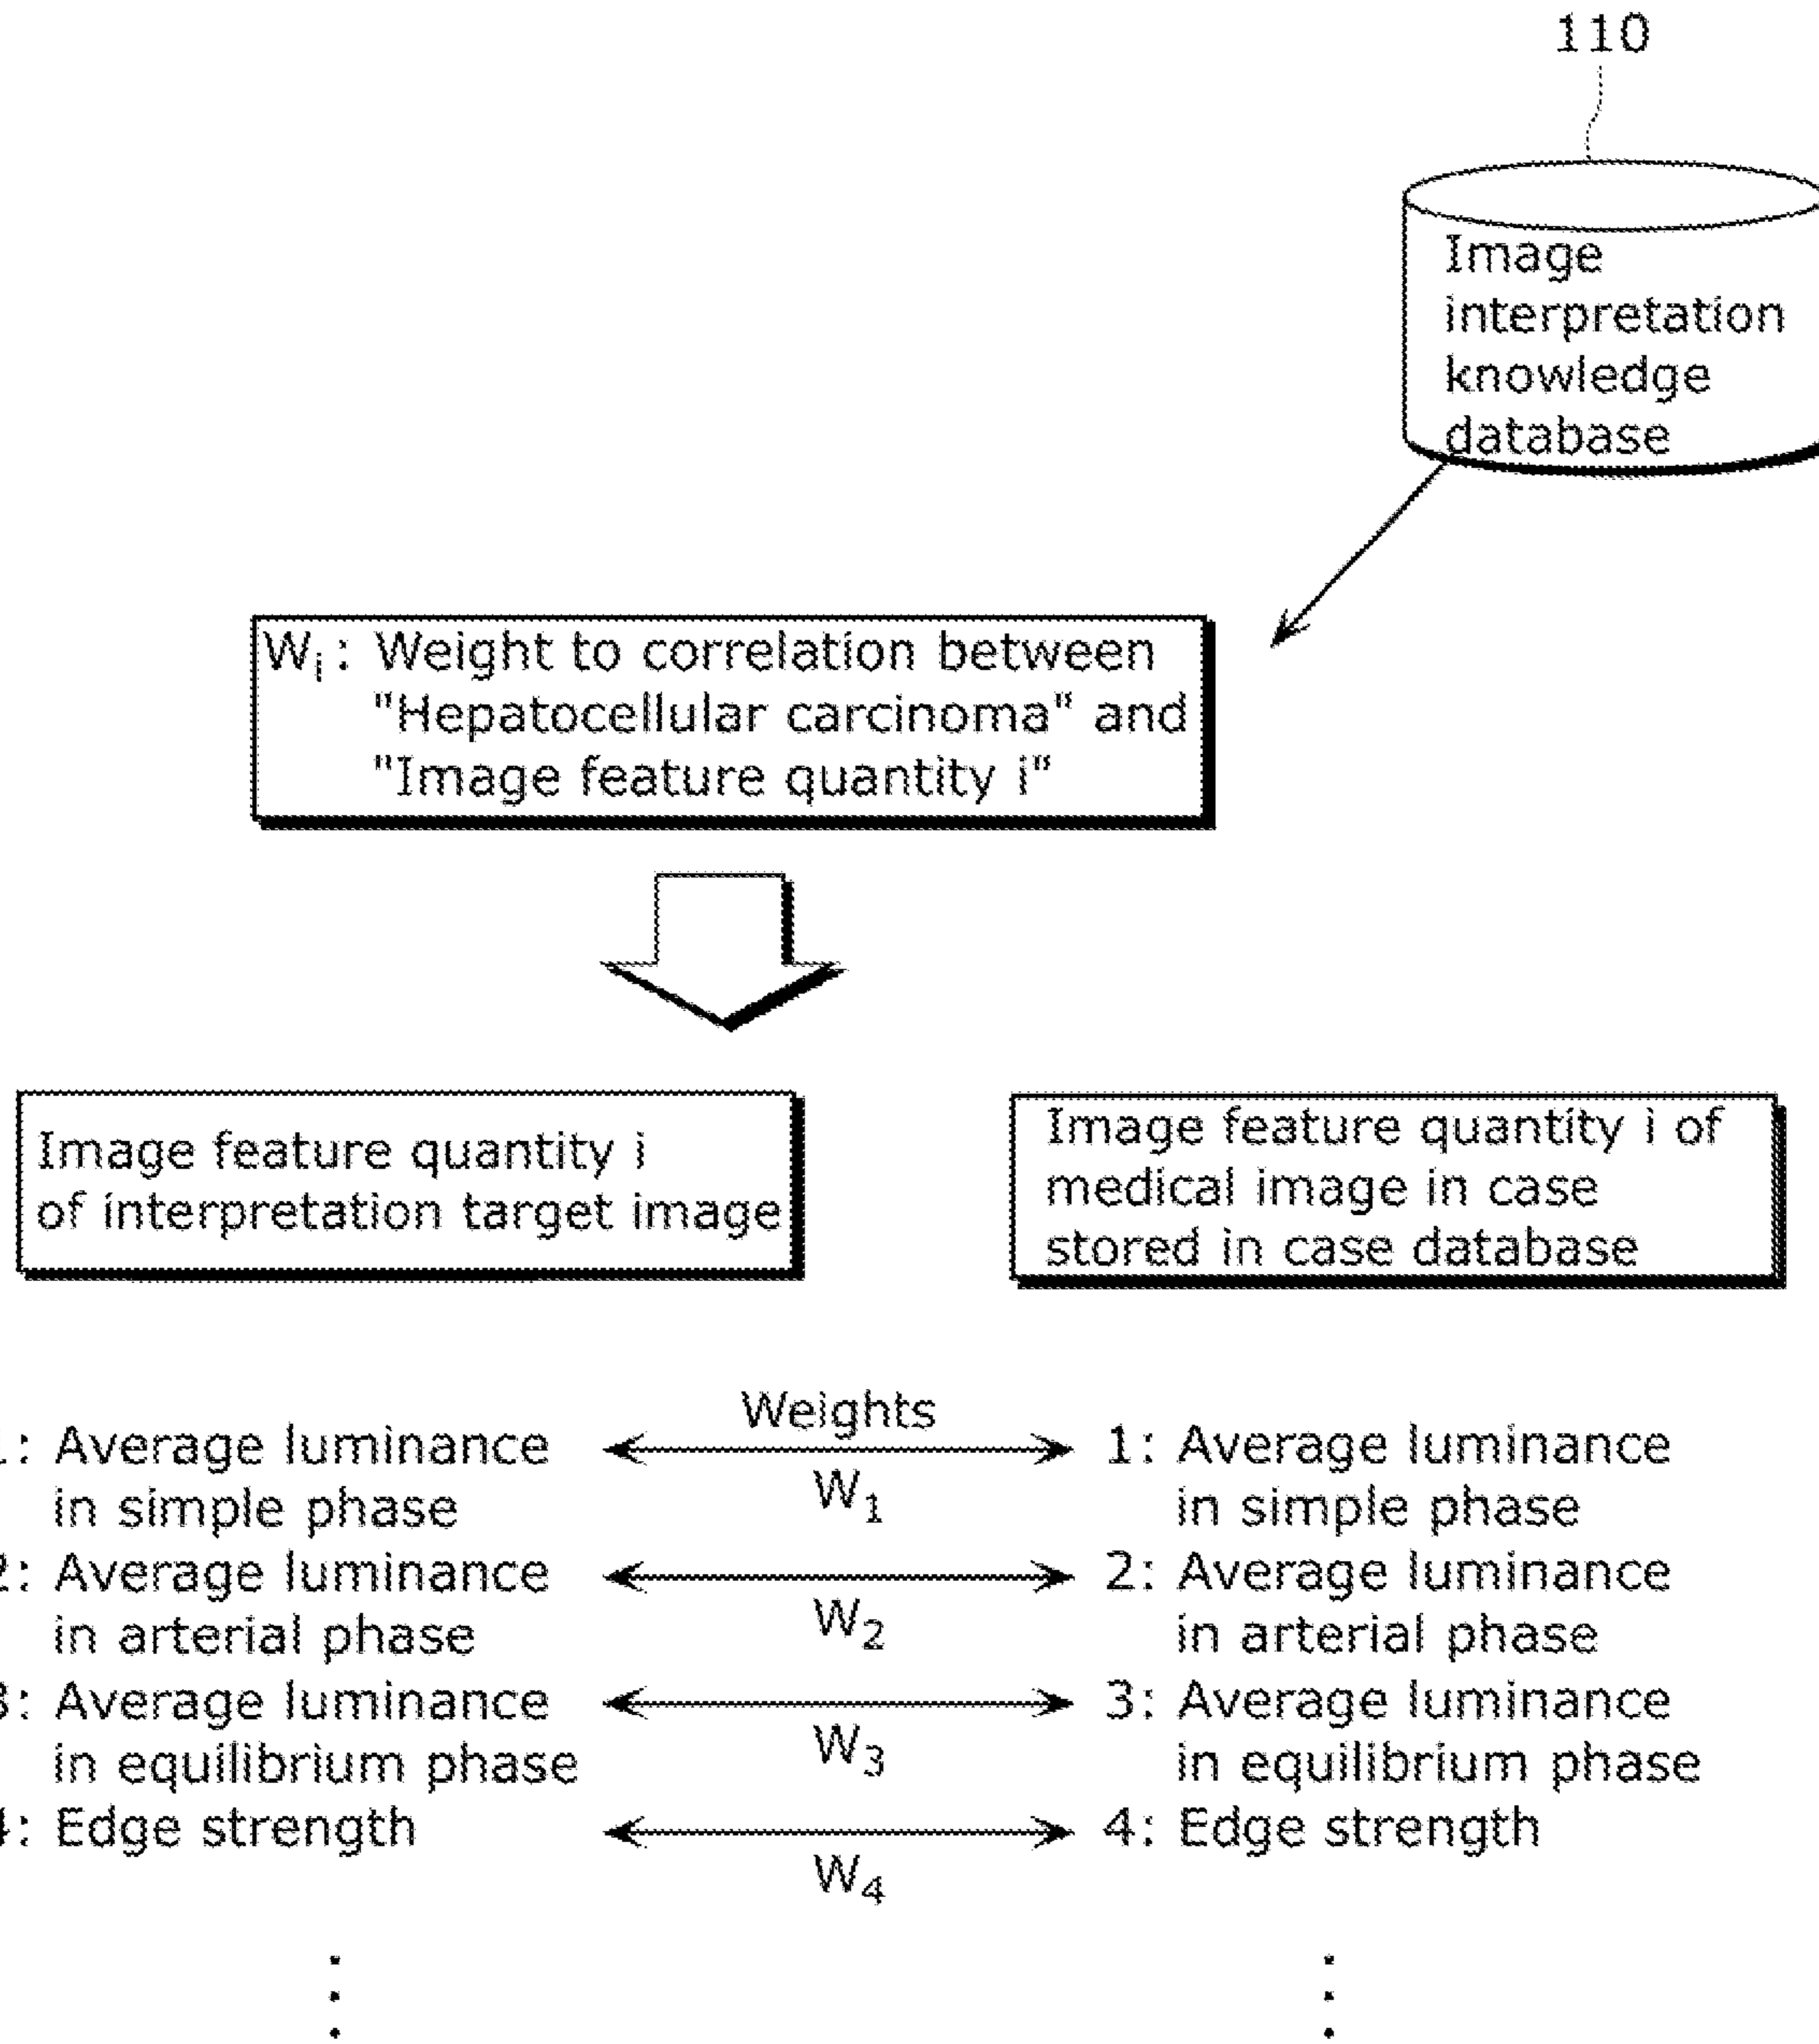 110
Image
interpretation
knowledge
database
Wi : Weight to correlation between
"Hepatocellular carcinoma" and
"Image feature quantity i"
Image feature quantity i
of interpretation target image
Image feature quantity i of
medical image in case
stored in case database
Weights
1: Average luminance
in simple phase
W1
1: Average luminance
in simple phase
2: Average luminance
in arterial phase
W2
2: Average luminance
in arterial phase
3: Average luminance
in equilibrium phase
W3
3: Average luminance
in equilibrium phase
4: Edge strength
W4
4: Edge strength